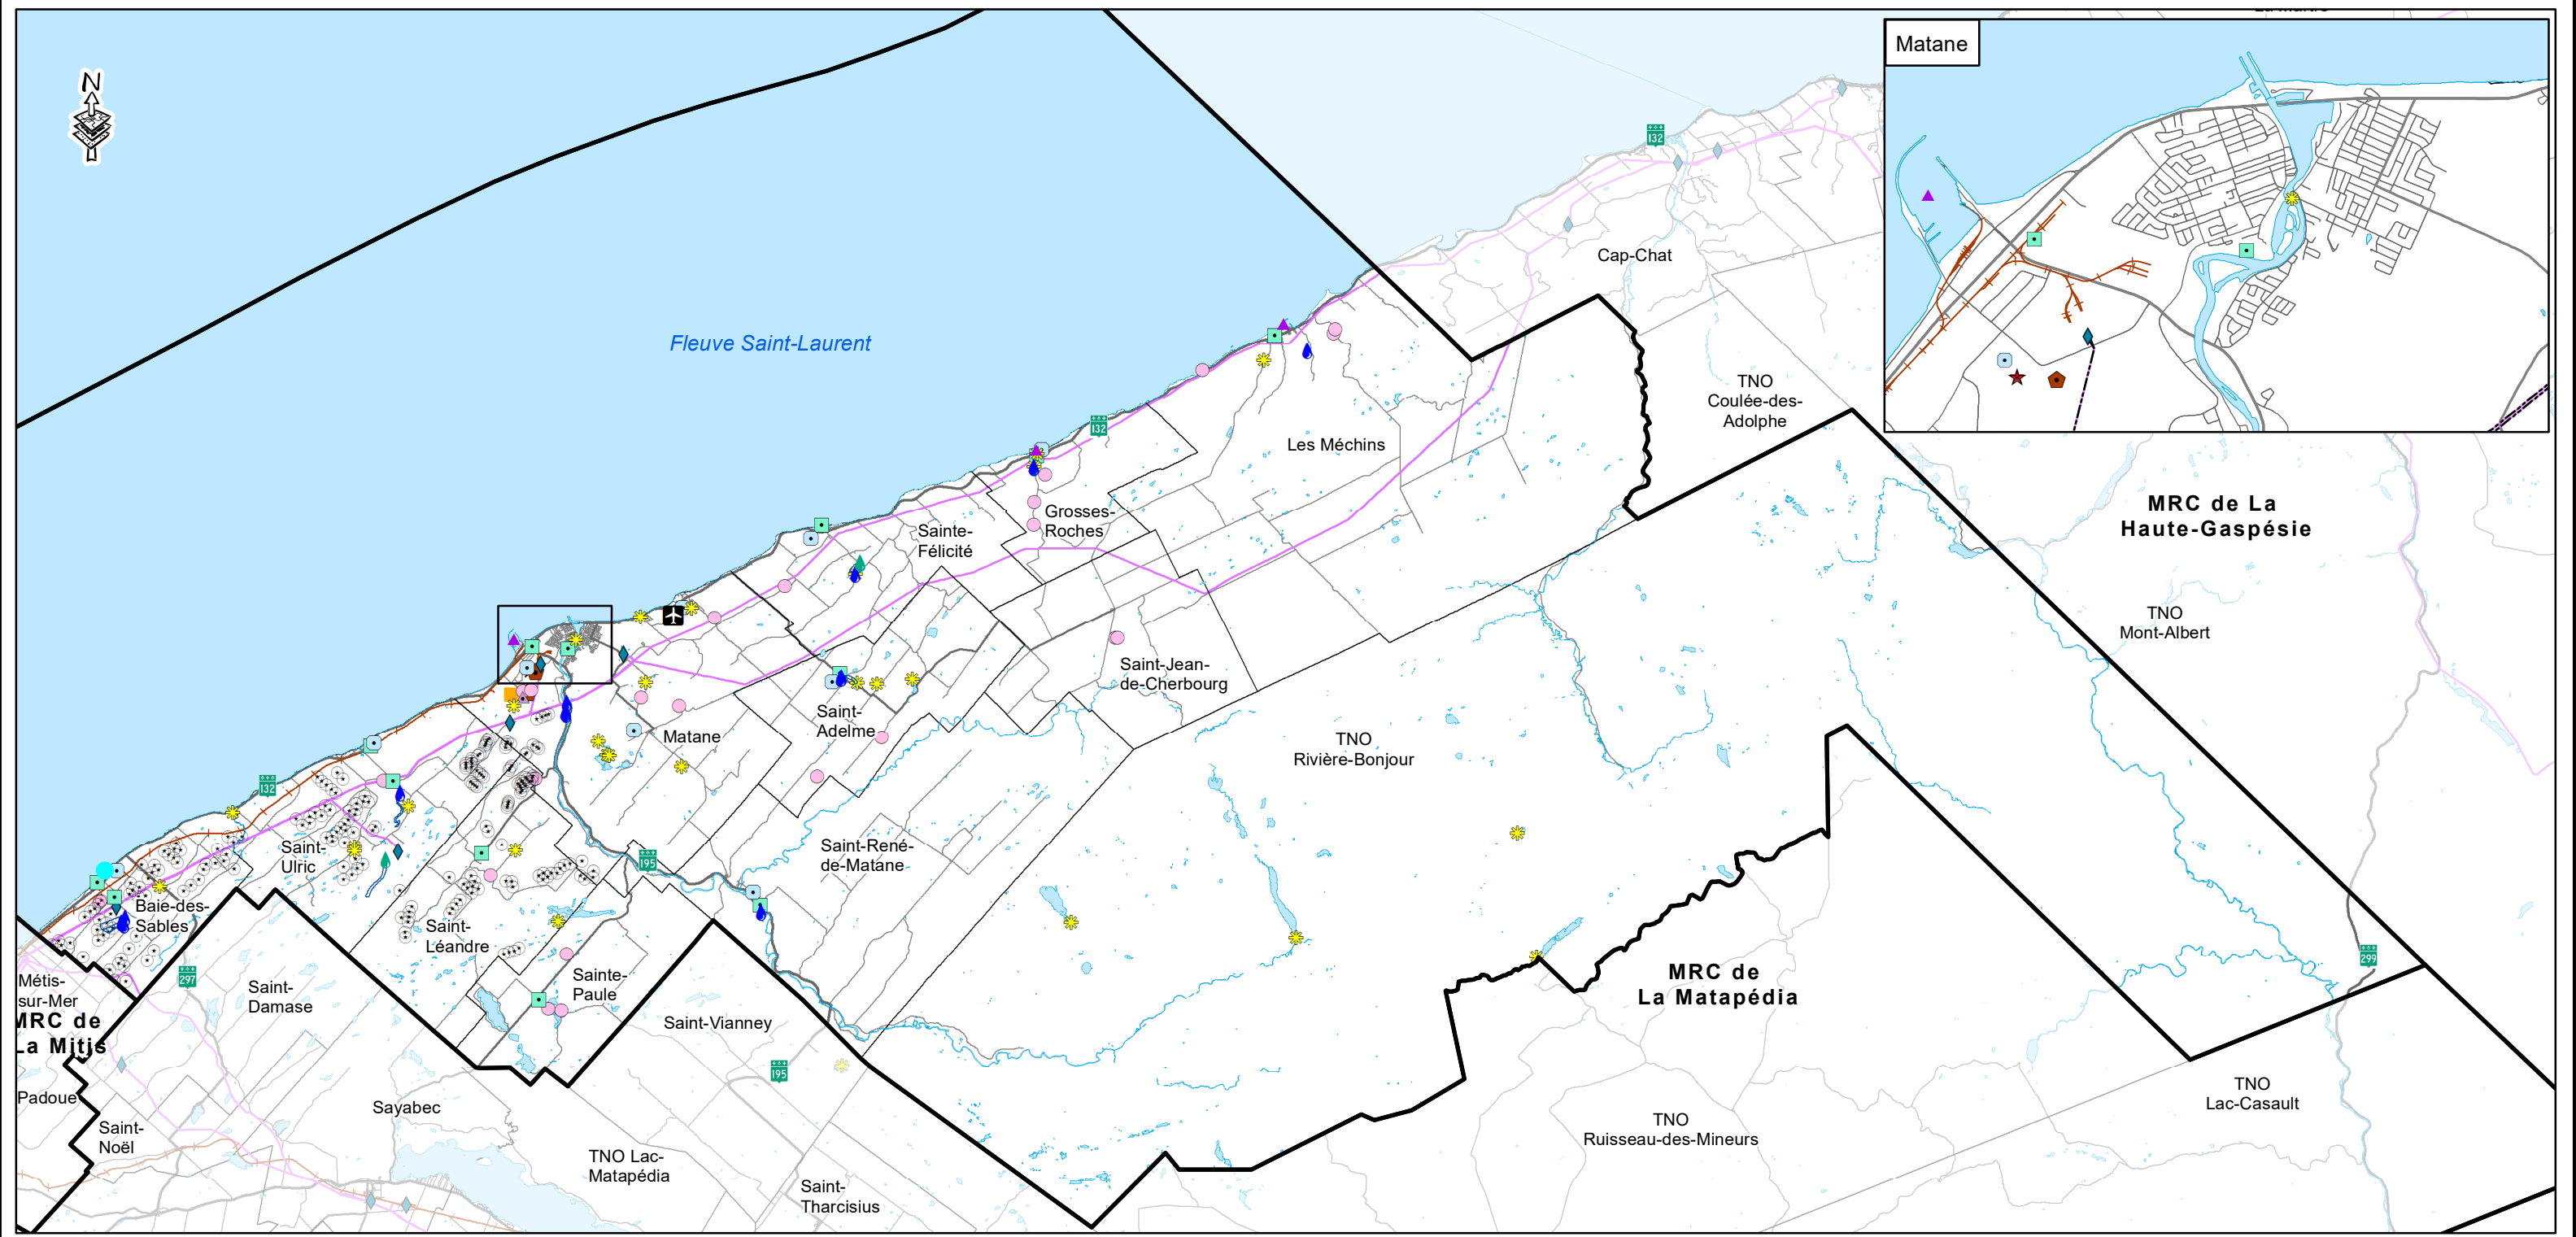 N
Matane
132
Cap-Chat
Fleuve Saint-Laurent
TNO
Coulée-des-
Adolphe
132
Les Méchins
MRC de La
Haute-Gaspésie
Grosses-
Roches
Sainte-
Félicité
TNO
Mont-Albert
Saint-Jean-
de-Cherbourg
Saint-
Adelme
Matane
TNO
Rivière-Bonjour
132
Saint-
Ulric
195
Saint-René-
de-Matane
Baie-des-
Sables
Saint-
Léandre
299
MRC de
La Matapédia
297
Métis-
sur-Mer
MRC de
La Mitis
Saint-
Damase
Sainte-
Paule
Saint-Vianney
195
Padoue
Sayabec
TNO
Lac-Casault
Saint-
Noël
TNO
Ruisseau-des-Mineurs
TNO Lac-
Matapédia
Saint-
Tharcisius